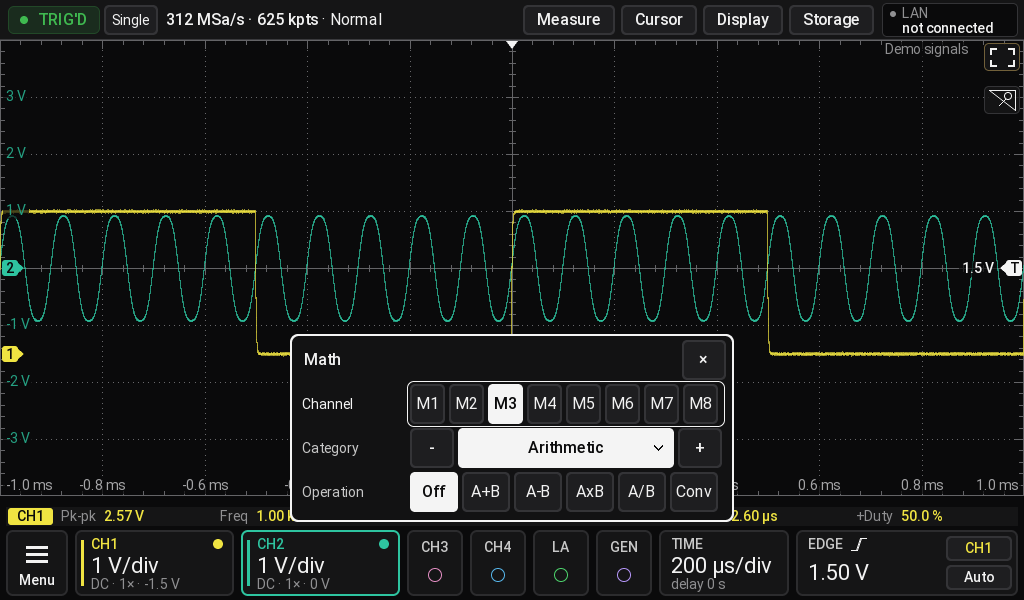 TRIG'D
Single
312 MSa/s · 625 kpts · Normal
Measure
Cursor
Display
Storage
LAN
not connected
Demo signals
3 V
2 V
1 V
2
1.5 V
T
-1 V
1
-2 V
-3 V
-1.0 ms
-0.8 ms
-0.6 ms
0.6 ms
0.8 ms
1.0 ms
Math
×
Channel
M1
M2
M3
M4
M5
M6
M7
M8
Category
-
Arithmetic
+
Operation
Off
A+B
A-B
AxB
A/B
Conv
CH1
Pk-pk
2.57 V
Freq
1.00
2.60 µs
+Duty
50.0 %
Menu
CH1
1 V/div
DC · 1× · -1.5 V
CH2
1 V/div
DC · 1× · 0 V
CH3
CH4
LA
GEN
TIME
200 µs/div
delay 0 s
EDGE
1.50 V
CH1
Auto